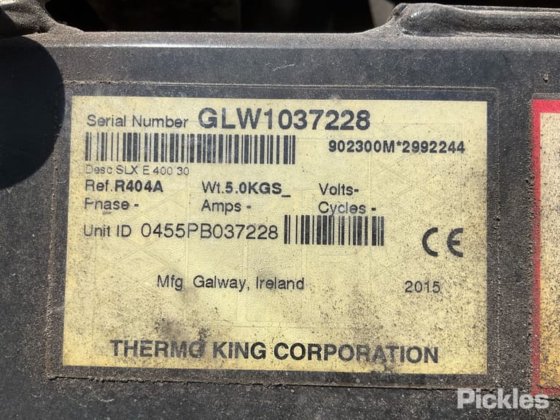 Serial Number GLW1037228
902300M*2992244
Desc SLX E 400 30
Ref.R404A Wt.5.0KGS_ Volts-
Phase - Amps - Cycles -
Unit ID 0455PB037228 CE
Mfg Galway, Ireland 2015
THERMO KING CORPORATION
Pickles